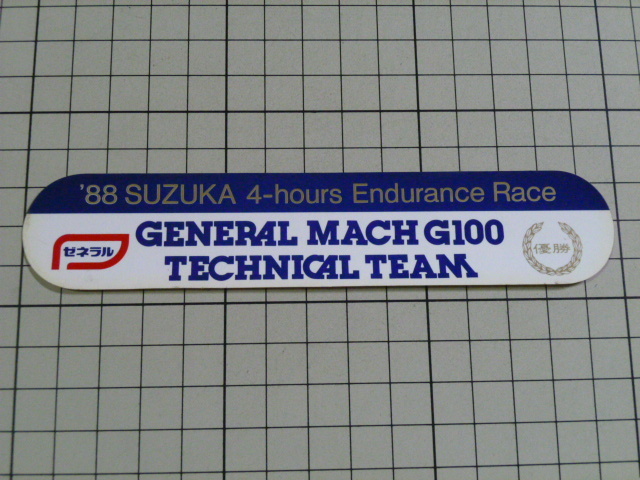 '88 SUZUKA 4-hours Endurance Race
ゼネラル
GENERAL MACH G100
TECHNICAL TEAM
優勝